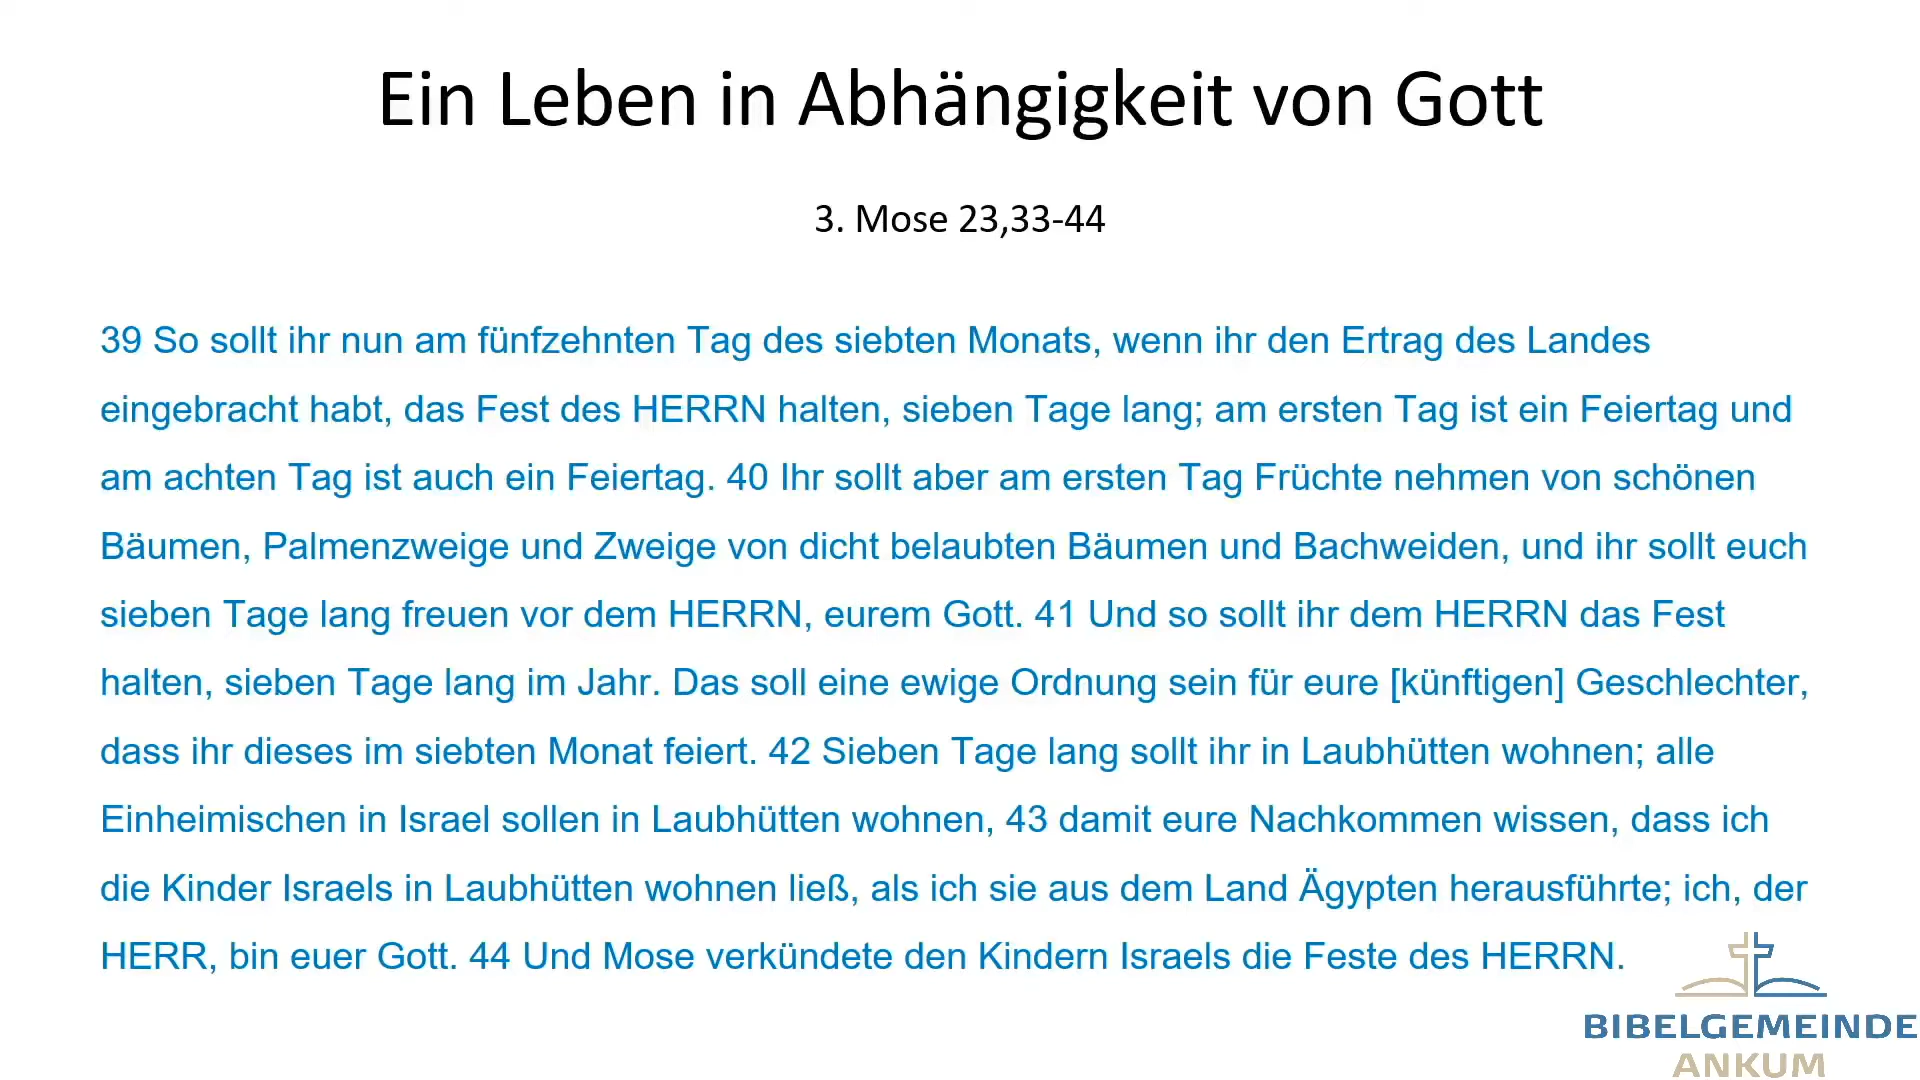 Ein Leben in Abhängigkeit von Gott
3. Mose 23,33-44
39 So sollt ihr nun am fünfzehnten Tag des siebten Monats, wenn ihr den Ertrag des Landes
eingebracht habt, das Fest des HERRN halten, sieben Tage lang; am ersten Tag ist ein Feiertag und
am achten Tag ist auch ein Feiertag. 40 Ihr sollt aber am ersten Tag Früchte nehmen von schönen
Bäumen, Palmenzweige und Zweige von dicht belaubten Bäumen und Bachweiden, und ihr sollt euch
sieben Tage lang freuen vor dem HERRN, eurem Gott. 41 Und so sollt ihr dem HERRN das Fest
halten, sieben Tage lang im Jahr. Das soll eine ewige Ordnung sein für eure [künftigen] Geschlechter,
dass ihr dieses im siebten Monat feiert. 42 Sieben Tage lang sollt ihr in Laubhütten wohnen; alle
Einheimischen in Israel sollen in Laubhütten wohnen, 43 damit eure Nachkommen wissen, dass ich
die Kinder Israels in Laubhütten wohnen ließ, als ich sie aus dem Land Ägypten herausführte; ich, der
HERR, bin euer Gott. 44 Und Mose verkündete den Kindern Israels die Feste des HERRN.
BIBELGEMEINDE
ANKUM